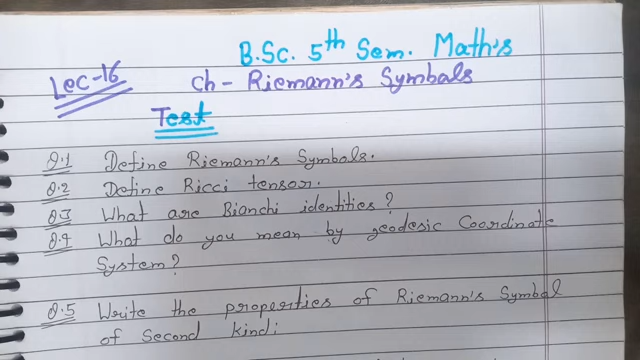 B.Sc. 5th Sem. Math's
Lec-16 Ch- Riemann's Symbals
Test
Q.1 Define Riemann's Symbols.
Q.2 Define Ricci tensor.
Q.3 What are Bianchi identities?
Q.4 What do you mean by geodesic Coordinate
System?
Q.5 Write the properties of Riemann's Symbol
of Second kind: